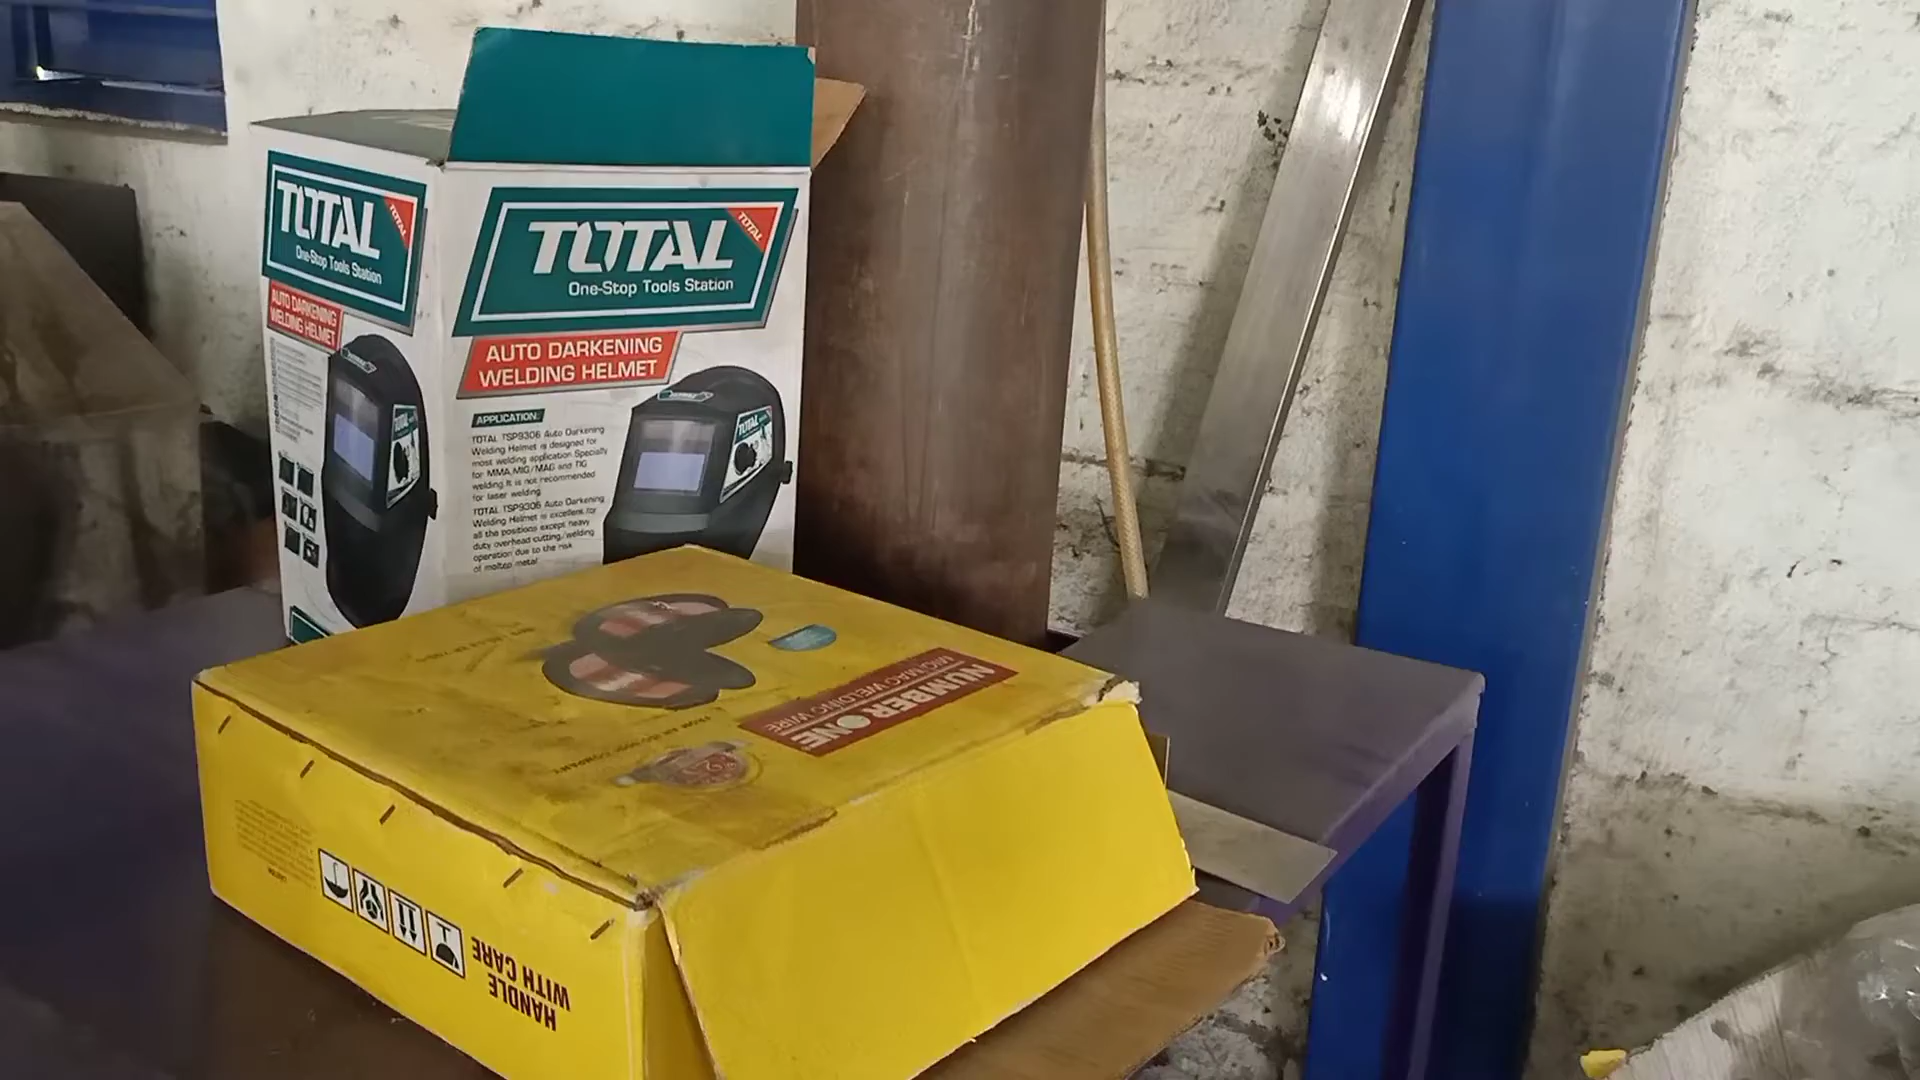 TOTAL
One-Stop Tools Station
TOTAL
AUTO DARKENING
WELDING HELMET
TOTAL
One-Stop Tools Station
TOTAL
AUTO DARKENING
WELDING HELMET
APPLICATION:
TOTAL TSP9306 Auto Darkening
Welding Helmet is designed for
most welding application Specially
for MMA,MIG/MAG and TIG
welding.It is not recommended
for laser welding.
TOTAL TSP9306 Auto Darkening
Welding Helmet is excellent for
all the positions except heavy
duty overhead cutting/welding
operation due to the risk
of molten metal
TOTAL
TOTAL
NUMBER ONE
MIG/MAG WELDING WIRE
HANDLE
WITH CARE